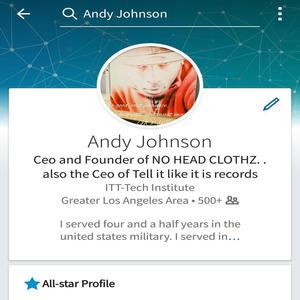 Andy Johnson
Andy Johnson
Ceo and Founder of NO HEAD CLOTHZ. .
also the Ceo of Tell it like it is records
ITT-Tech Institute
Greater Los Angeles Area • 500+
I served four and a half years in the
united states military. I served in...
All-star Profile